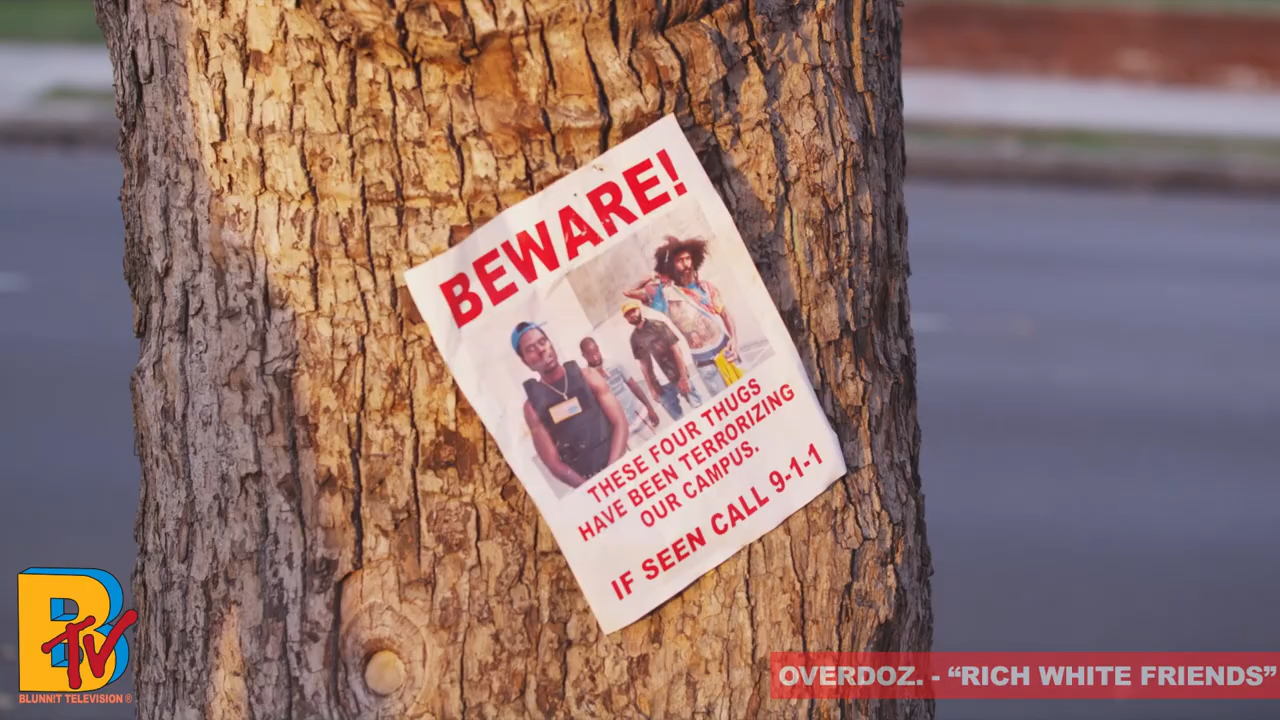 BEWARE!
THESE FOUR THUGS
HAVE BEEN TERRORIZING
OUR CAMPUS.
IF SEEN CALL 9-1-1
BTV
BLUNNIT TELEVISION ®
OVERDOZ. - “RICH WHITE FRIENDS”